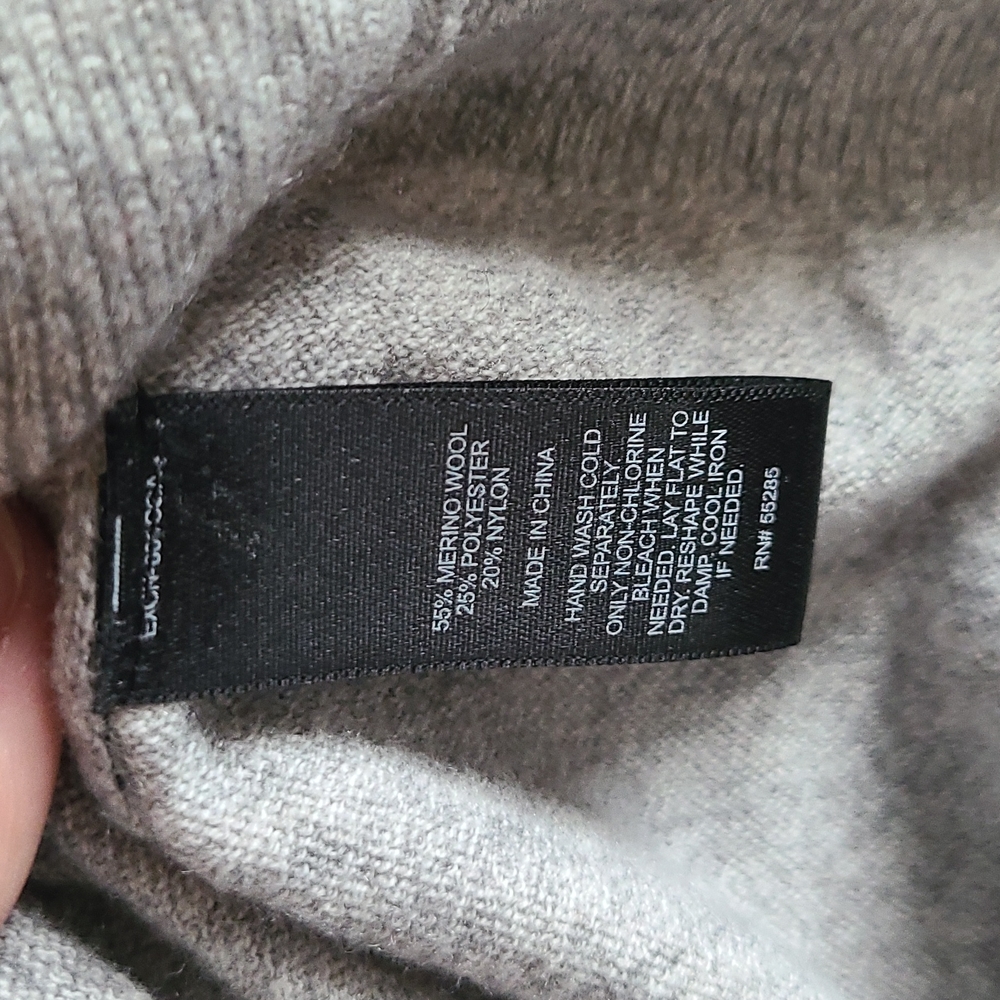 55% MERINO WOOL
25% POLYESTER
20% NYLON
MADE IN CHINA
HAND WASH COLD
SEPARATELY
ONLY NON-CHLORINE
BLEACH WHEN
NEEDED, LAY FLAT TO
DRY, RESHAPE WHILE
DAMP. COOL IRON
IF NEEDED.
RN# 55285